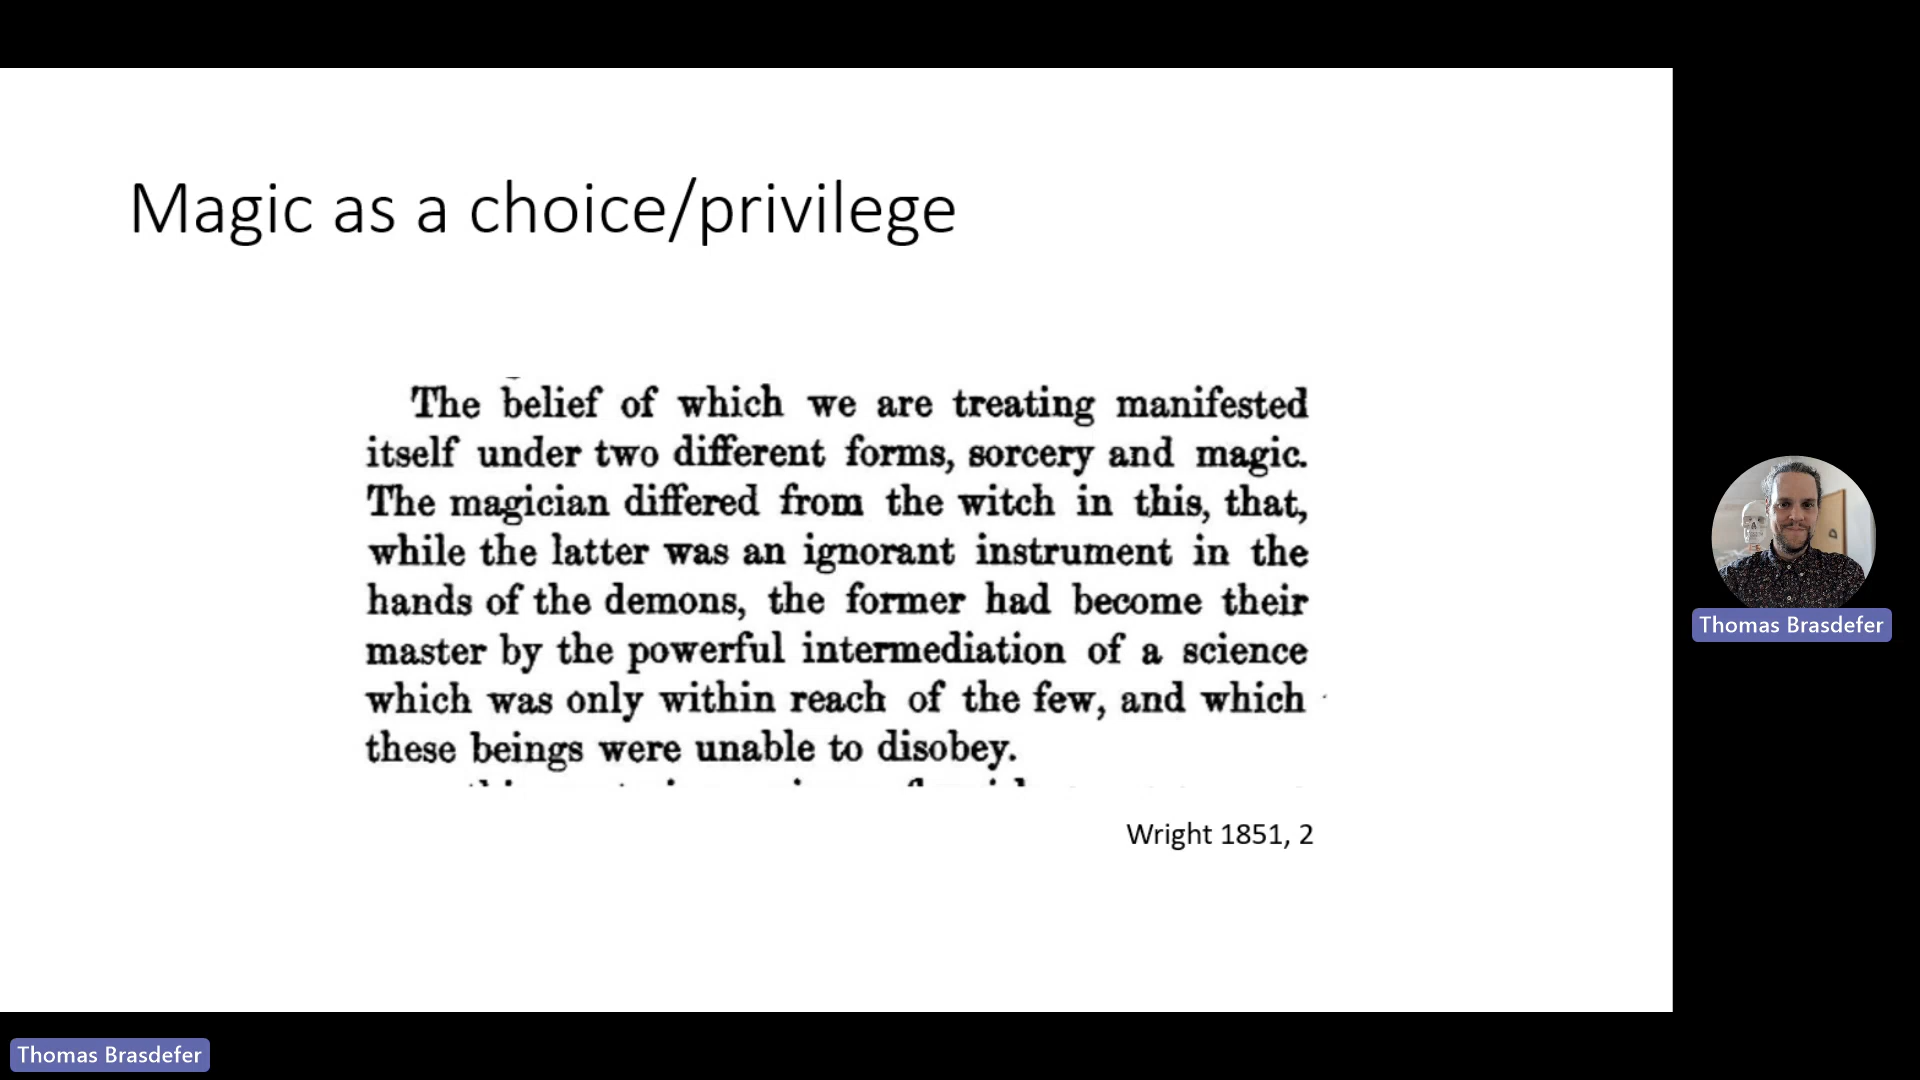 Magic as a choice/privilege
The belief of which we are treating manifested
itself under two different forms, sorcery and magic.
The magician differed from the witch in this, that,
while the latter was an ignorant instrument in the
hands of the demons, the former had become their
master by the powerful intermediation of a science
which was only within reach of the few, and which
these beings were unable to disobey.
Wright 1851, 2
Thomas Brasdefer
Thomas Brasdefer